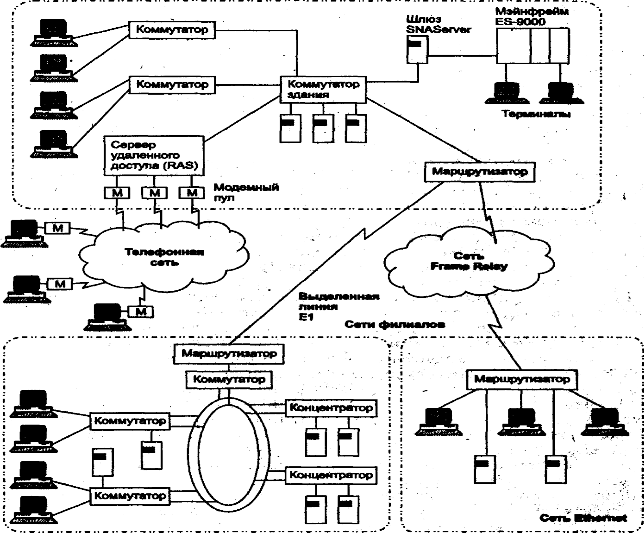 Коммутатор
Шлюз
SNAServer
Мэйнфрейм
ES-9000
Коммутатор
Коммутатор
здания
Терминалы
Сервер
удаленного
доступа (RAS)
Маршрутизатор
М
М
М
Модемный
пул
М
Телефонная
сеть
Сеть
Frame Relay
М
М
Выделенная
линия
Е1
Сети филиалов
Маршрутизатор
Коммутатор
Маршрутизатор
Коммутатор
Концентратор
Концентратор
Коммутатор
Сеть Ethernet